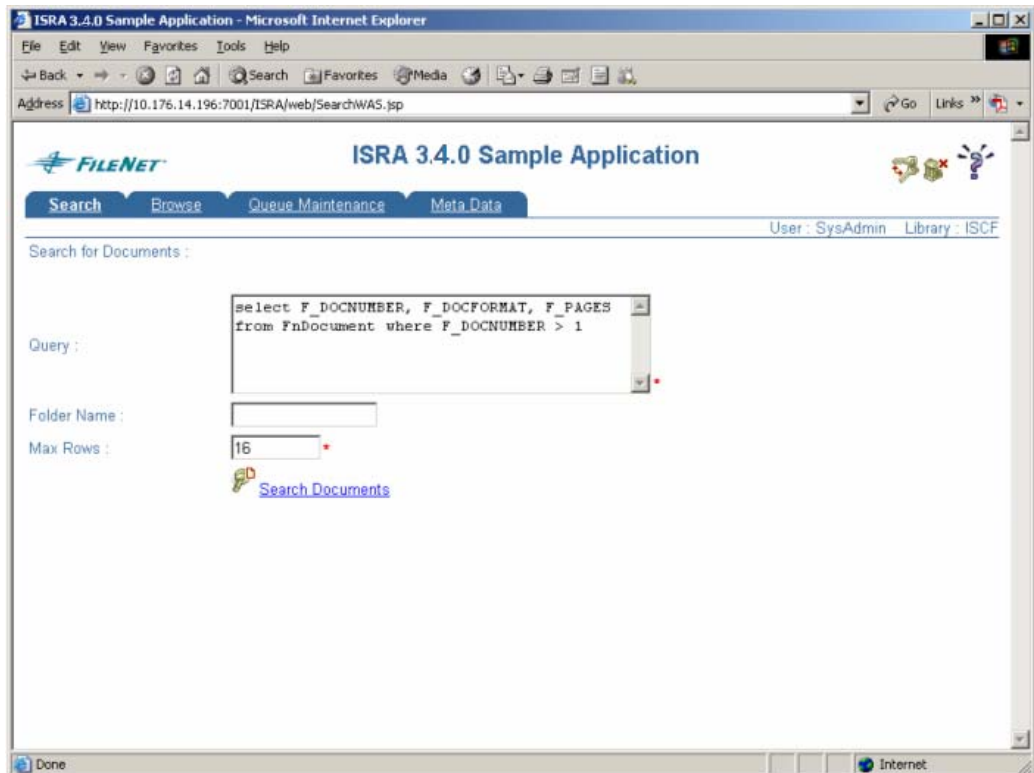 ISRA 3.4.0 Sample Application - Microsoft Internet Explorer
File Edit View Favorites Tools Help
Back Search Favorites Media
Address http://10.176.14.196:7001/ISRA/web/SearchWAS.jsp Go Links »
FILENET ISRA 3.4.0 Sample Application
Search Browse Queue Maintenance Meta Data
User : SysAdmin Library : ISCF
Search for Documents :
select F_DOCNUMBER, F_DOCFORMAT, F_PAGES
from FnDocument where F_DOCNUMBER > 1
Query :
*
Folder Name :
Max Rows : 16 *
Search Documents
Done Internet